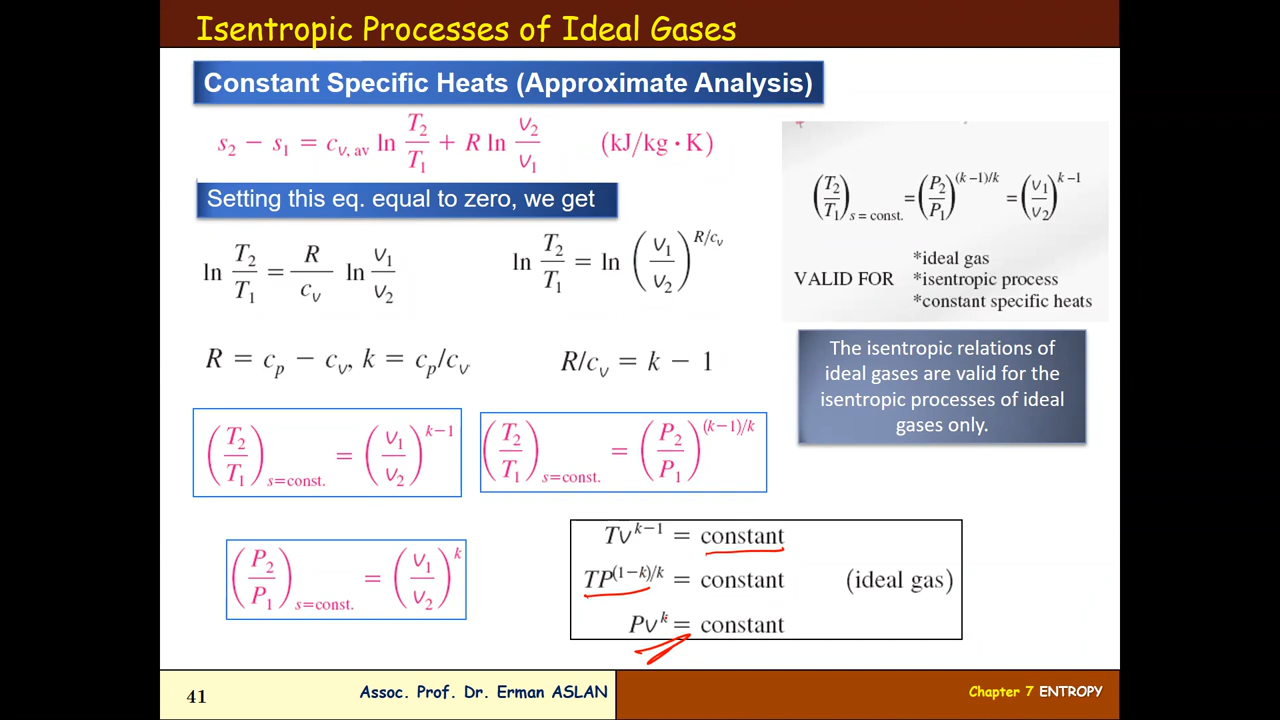 Isentropic Processes of Ideal Gases
Constant Specific Heats (Approximate Analysis)
s₂ − s₁ = c_{v, av} ln T₂/T₁ + R ln v₂/v₁ (kJ/kg · K)
Setting this eq. equal to zero, we get
ln T₂/T₁ = R/c_v ln v₁/v₂
ln T₂/T₁ = ln (v₁/v₂)^{R/c_v}
R = c_p − c_v, k = c_p/c_v
R/c_v = k − 1
(T₂/T₁)_{s=const.} = (v₁/v₂)^{k−1}
(T₂/T₁)_{s=const.} = (P₂/P₁)^{(k−1)/k}
(P₂/P₁)_{s=const.} = (v₁/v₂)^k
Tv^{k−1} = constant
TP^{(1−k)/k} = constant (ideal gas)
Pv^k = constant
(T₂/T₁)_{s = const.} = (P₂/P₁)^{(k−1)/k} = (v₁/v₂)^{k−1}
*ideal gas
VALID FOR *isentropic process
*constant specific heats
The isentropic relations of
ideal gases are valid for the
isentropic processes of ideal
gases only.
41
Assoc. Prof. Dr. Erman ASLAN
Chapter 7 ENTROPY